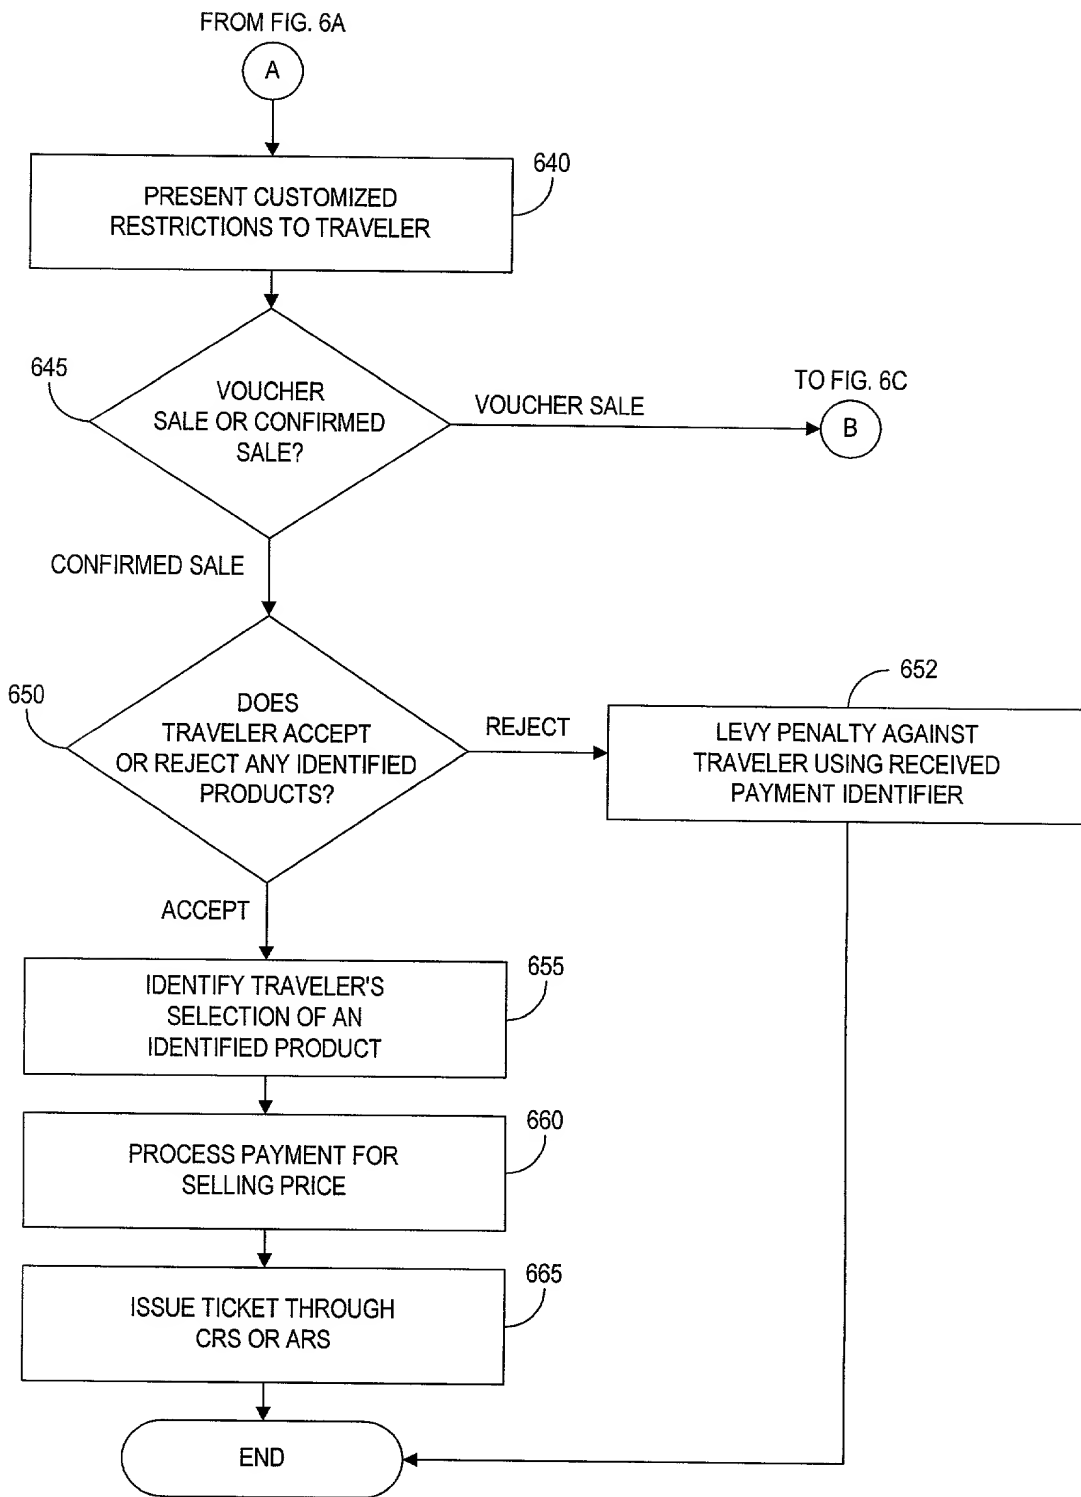 FROM FIG. 6A
A
640
PRESENT CUSTOMIZED
RESTRICTIONS TO TRAVELER
645
VOUCHER
SALE OR CONFIRMED
SALE?
VOUCHER SALE
TO FIG. 6C
B
CONFIRMED SALE
650
DOES
TRAVELER ACCEPT
OR REJECT ANY IDENTIFIED
PRODUCTS?
REJECT
652
LEVY PENALTY AGAINST
TRAVELER USING RECEIVED
PAYMENT IDENTIFIER
ACCEPT
655
IDENTIFY TRAVELER'S
SELECTION OF AN
IDENTIFIED PRODUCT
660
PROCESS PAYMENT FOR
SELLING PRICE
665
ISSUE TICKET THROUGH
CRS OR ARS
END